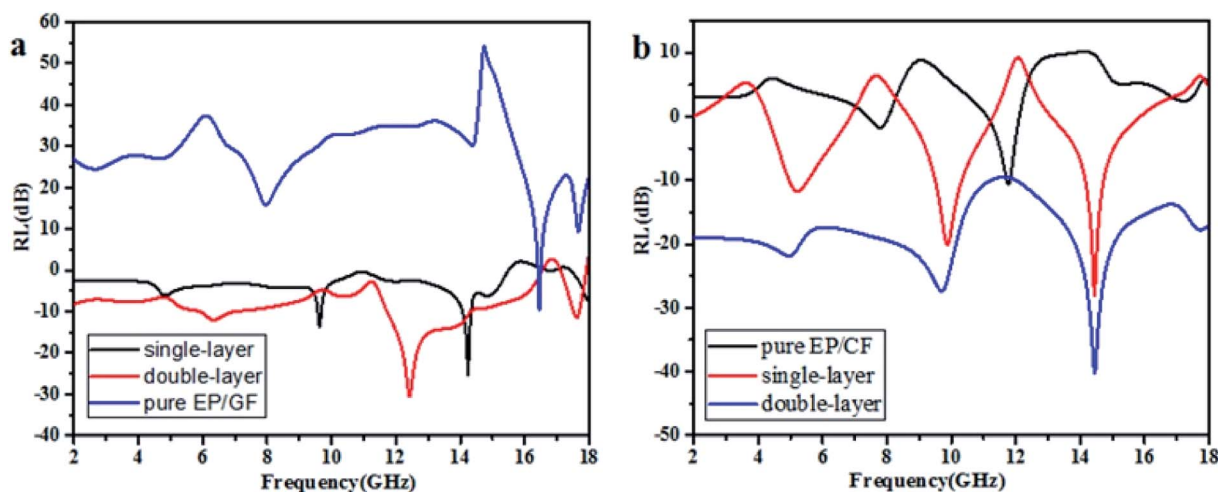 a
RL(dB)
60
50
40
30
20
10
0
-10
-20
-30
-40
single-layer
double-layer
pure EP/GF
2 4 6 8 10 12 14 16 18
Frequency(GHz)
b
RL(dB)
10
0
-10
-20
-30
-40
-50
pure EP/CF
single-layer
double-layer
2 4 6 8 10 12 14 16 18
Frequency(GHz)